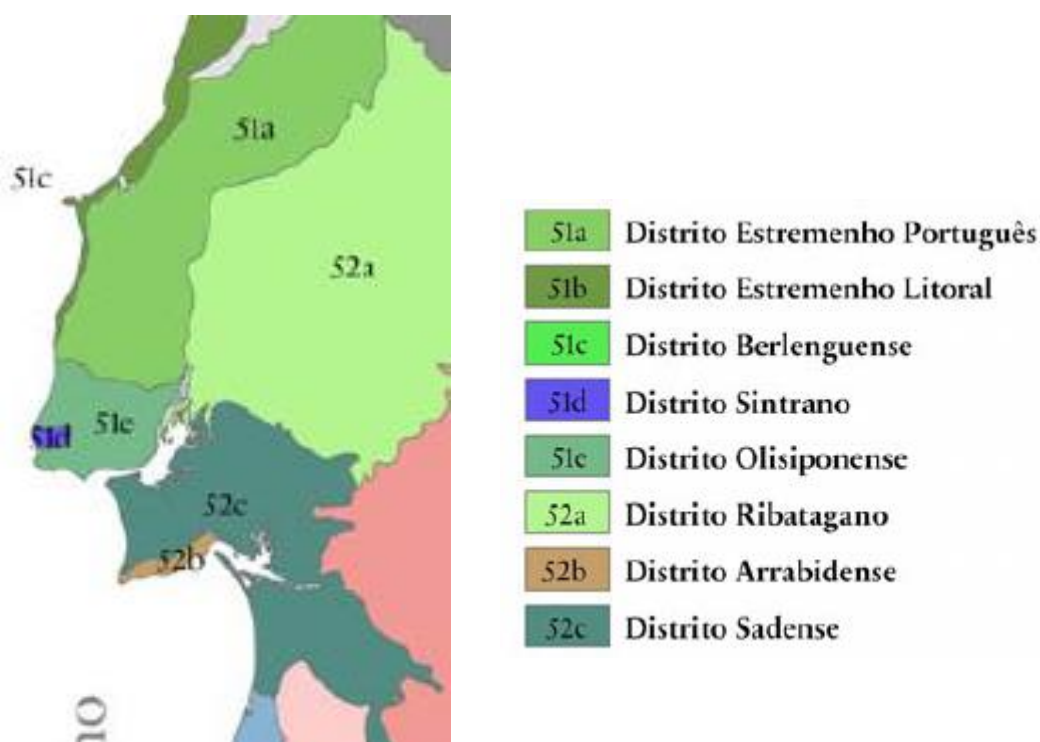 51a
51c
52a
51e
51d
52c
52b
51a Distrito Estremenho Português
51b Distrito Estremenho Litoral
51c Distrito Berlenguense
51d Distrito Sintrano
51e Distrito Olisiponense
52a Distrito Ribatagano
52b Distrito Arrabidense
52c Distrito Sadense